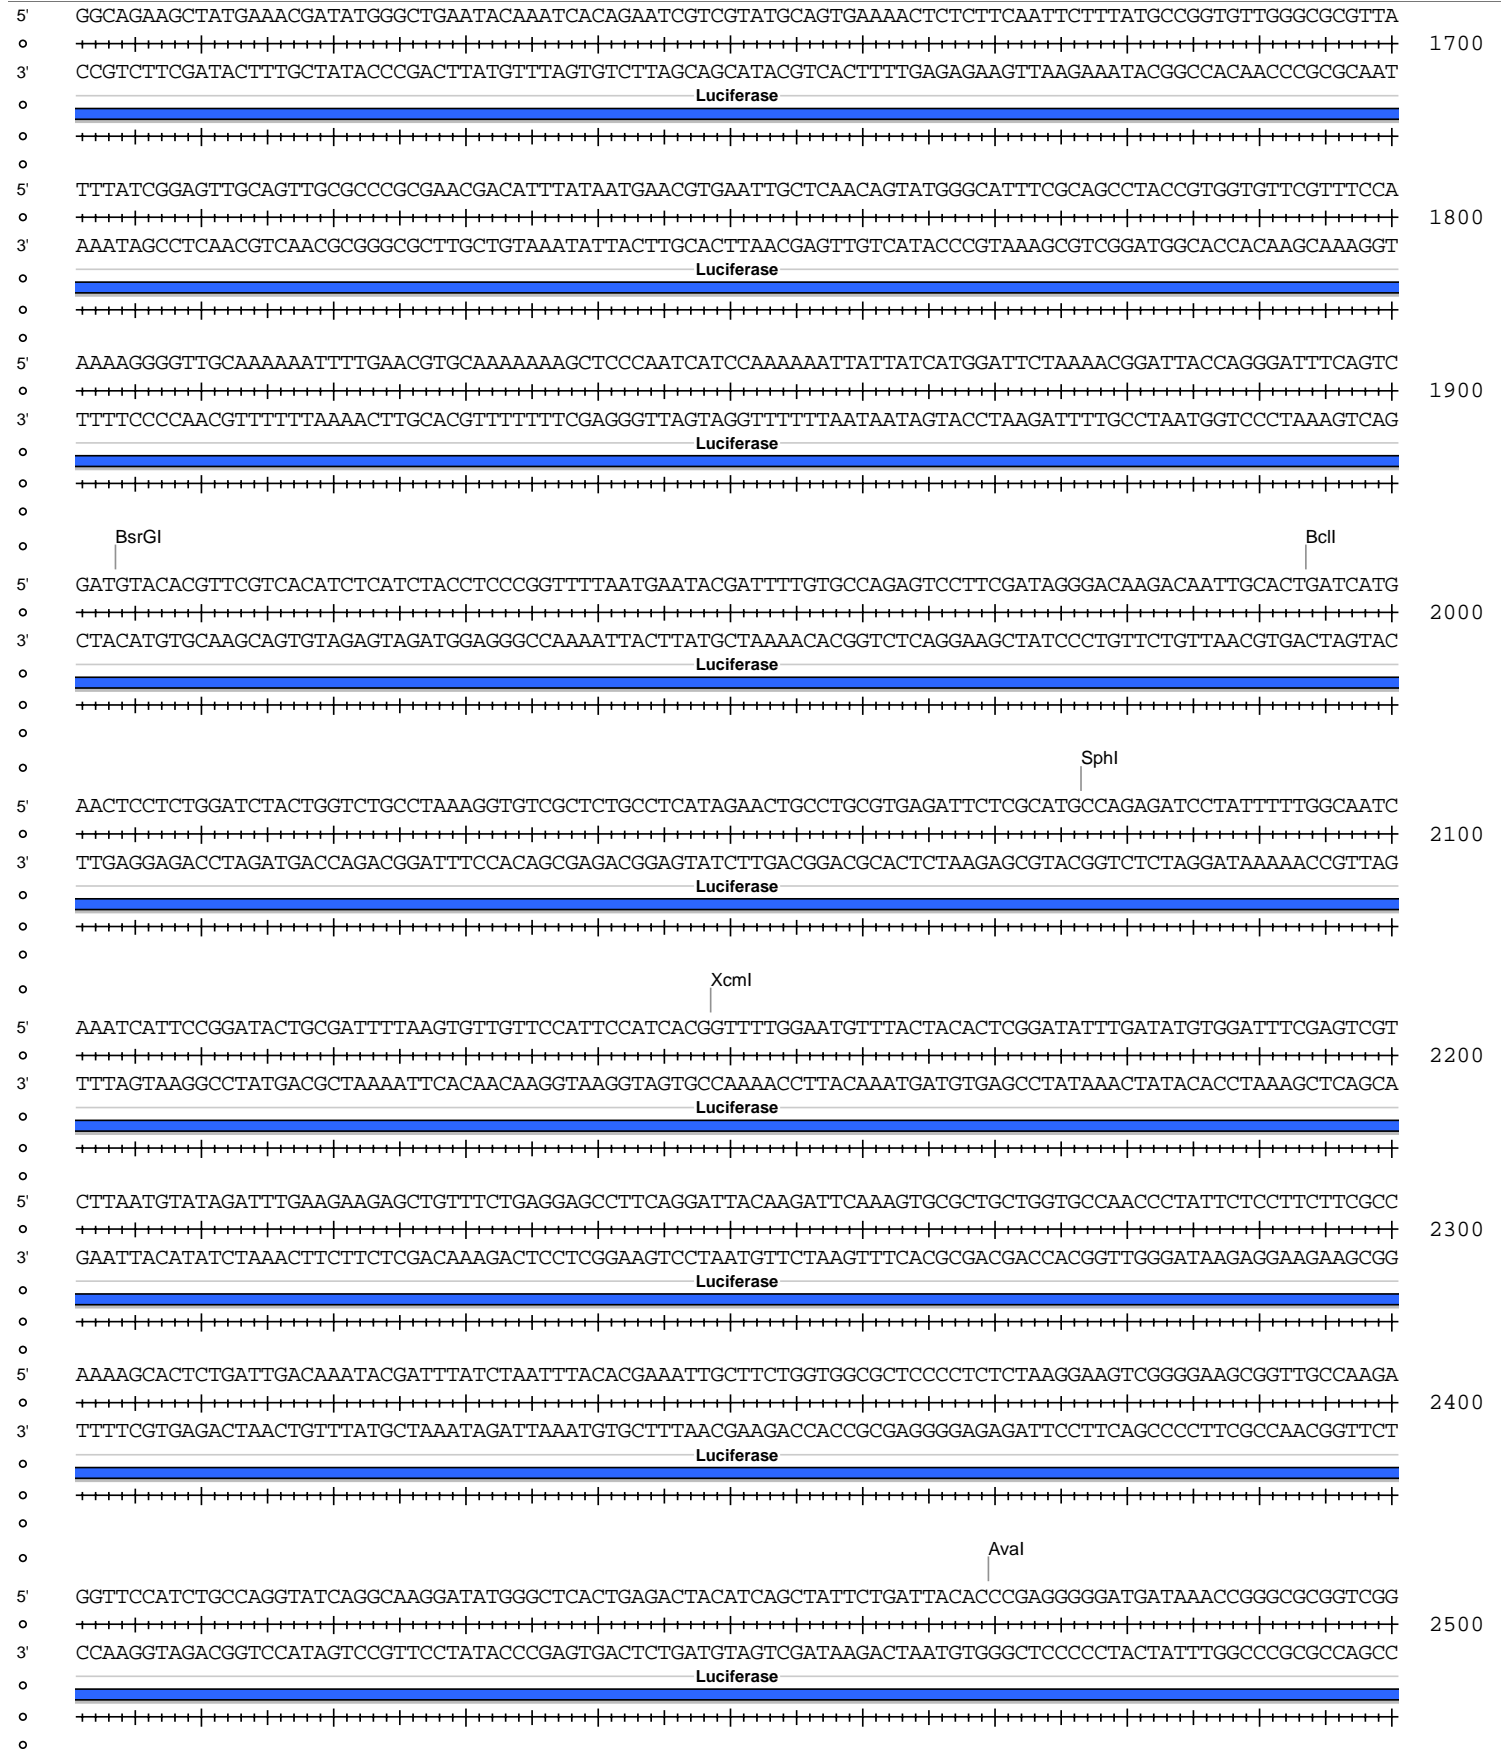 5' GGCAGAAGCTATGAAACGATATGGGCTGAATACAAATCACAGAATCGTCGTATGCAGTGAAAACTCTCTTCAATTCTTTATGCCGGTGTTGGGCGCGTTA
1700
3' CCGTCTTCGATACTTTGCTATACCCGACTTATGTTTAGTGTCTTAGCAGCATACGTCACTTTTGAGAGAAGTTAAGAAATACGGCCACAACCCGCGCAAT
Luciferase
5' TTTATCGGAGTTGCAGTTGCGCCCGCGAACGACATTTATAATGAACGTGAATTGCTCAACAGTATGGGCATTTCGCAGCCTACCGTGGTGTTCGTTTCCA
1800
3' AAATAGCCTCAACGTCAACGCGGGCGCTTGCTGTAAATATTACTTGCACTTAACGAGTTGTCATACCCGTAAAGCGTCGGATGGCACCACAAGCAAAGGT
Luciferase
5' AAAAGGGGTTGCAAAAAATTTTGAACGTGCAAAAAAAGCTCCCAATCATCCAAAAAATTATTATCATGGATTCTAAAACGGATTACCAGGGATTTCAGTC
1900
3' TTTTCCCCAACGTTTTTTAAAACTTGCACGTTTTTTTCGAGGGTTAGTAGGTTTTTTAATAATAGTACCTAAGATTTTGCCTAATGGTCCCTAAAGTCAG
Luciferase
BsrGI BclI
5' GATGTACACGTTCGTCACATCTCATCTACCTCCCGGTTTTAATGAATACGATTTTGTGCCAGAGTCCTTCGATAGGGACAAGACAATTGCACTGATCATG
2000
3' CTACATGTGCAAGCAGTGTAGAGTAGATGGAGGGCCAAAATTACTTATGCTAAAACACGGTCTCAGGAAGCTATCCCTGTTCTGTTAACGTGACTAGTAC
Luciferase
SphI
5' AACTCCTCTGGATCTACTGGTCTGCCTAAAGGTGTCGCTCTGCCTCATAGAACTGCCTGCGTGAGATTCTCGCATGCCAGAGATCCTATTTTTGGCAATC
2100
3' TTGAGGAGACCTAGATGACCAGACGGATTTCCACAGCGAGACGGAGTATCTTGACGGACGCACTCTAAGAGCGTACGGTCTCTAGGATAAAAACCGTTAG
Luciferase
XcmI
5' AAATCATTCCGGATACTGCGATTTTAAGTGTTGTTCCATTCCATCACGGTTTTGGAATGTTTACTACACTCGGATATTTGATATGTGGATTTCGAGTCGT
2200
3' TTTAGTAAGGCCTATGACGCTAAAATTCACAACAAGGTAAGGTAGTGCCAAAACCTTACAAATGATGTGAGCCTATAAACTATACACCTAAAGCTCAGCA
Luciferase
5' CTTAATGTATAGATTTGAAGAAGAGCTGTTTCTGAGGAGCCTTCAGGATTACAAGATTCAAAGTGCGCTGCTGGTGCCAACCCTATTCTCCTTCTTCGCC
2300
3' GAATTACATATCTAAACTTCTTCTCGACAAAGACTCCTCGGAAGTCCTAATGTTCTAAGTTTCACGCGACGACCACGGTTGGGATAAGAGGAAGAAGCGG
Luciferase
5' AAAAGCACTCTGATTGACAAATACGATTTATCTAATTTACACGAAATTGCTTCTGGTGGCGCTCCCCTCTCTAAGGAAGTCGGGGAAGCGGTTGCCAAGA
2400
3' TTTTCGTGAGACTAACTGTTTATGCTAAATAGATTAAATGTGCTTTAACGAAGACCACCGCGAGGGGAGAGATTCCTTCAGCCCCTTCGCCAACGGTTCT
Luciferase
AvaI
5' GGTTCCATCTGCCAGGTATCAGGCAAGGATATGGGCTCACTGAGACTACATCAGCTATTCTGATTACACCCGAGGGGGATGATAAACCGGGCGCGGTCGG
2500
3' CCAAGGTAGACGGTCCATAGTCCGTTCCTATACCCGAGTGACTCTGATGTAGTCGATAAGACTAATGTGGGCTCCCCCTACTATTTGGCCCGCGCCAGCC
Luciferase